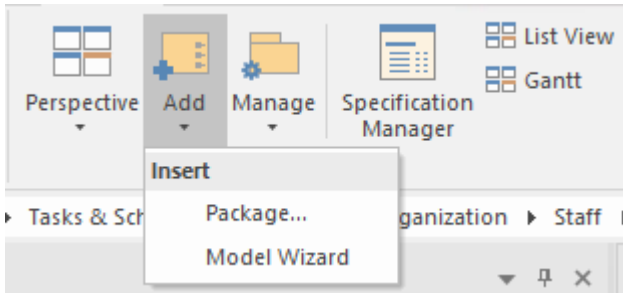 Perspective
Add
Manage
Specification
Manager
List View
Gantt
Insert
Package...
Model Wizard
Tasks & Sch
ganization
Staff